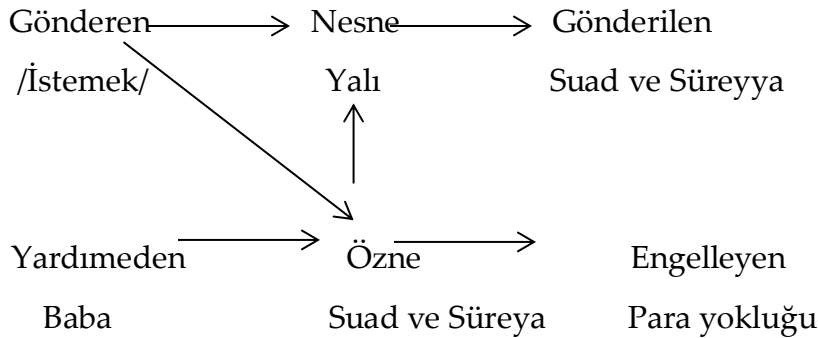 Gönderen Nesne Gönderilen
/İstemek/ Yalı Suad ve Süreyya
Yardımeden Özne Engelleyen
Baba Suad ve Süreya Para yokluğu